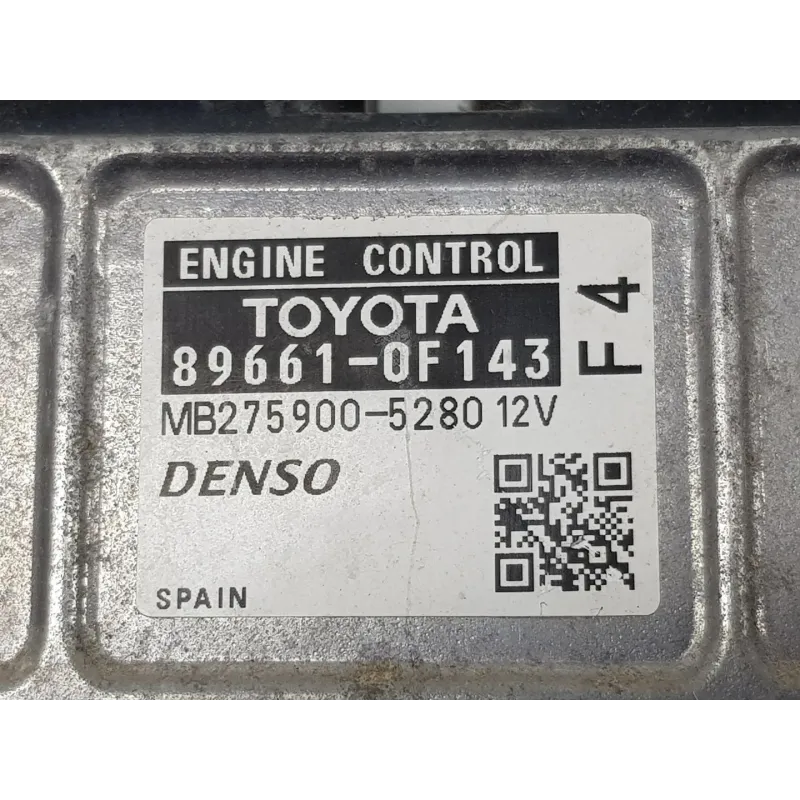 ENGINE CONTROL
TOYOTA
89661-0F143
F4
MB275900-5280 12V
DENSO
SPAIN